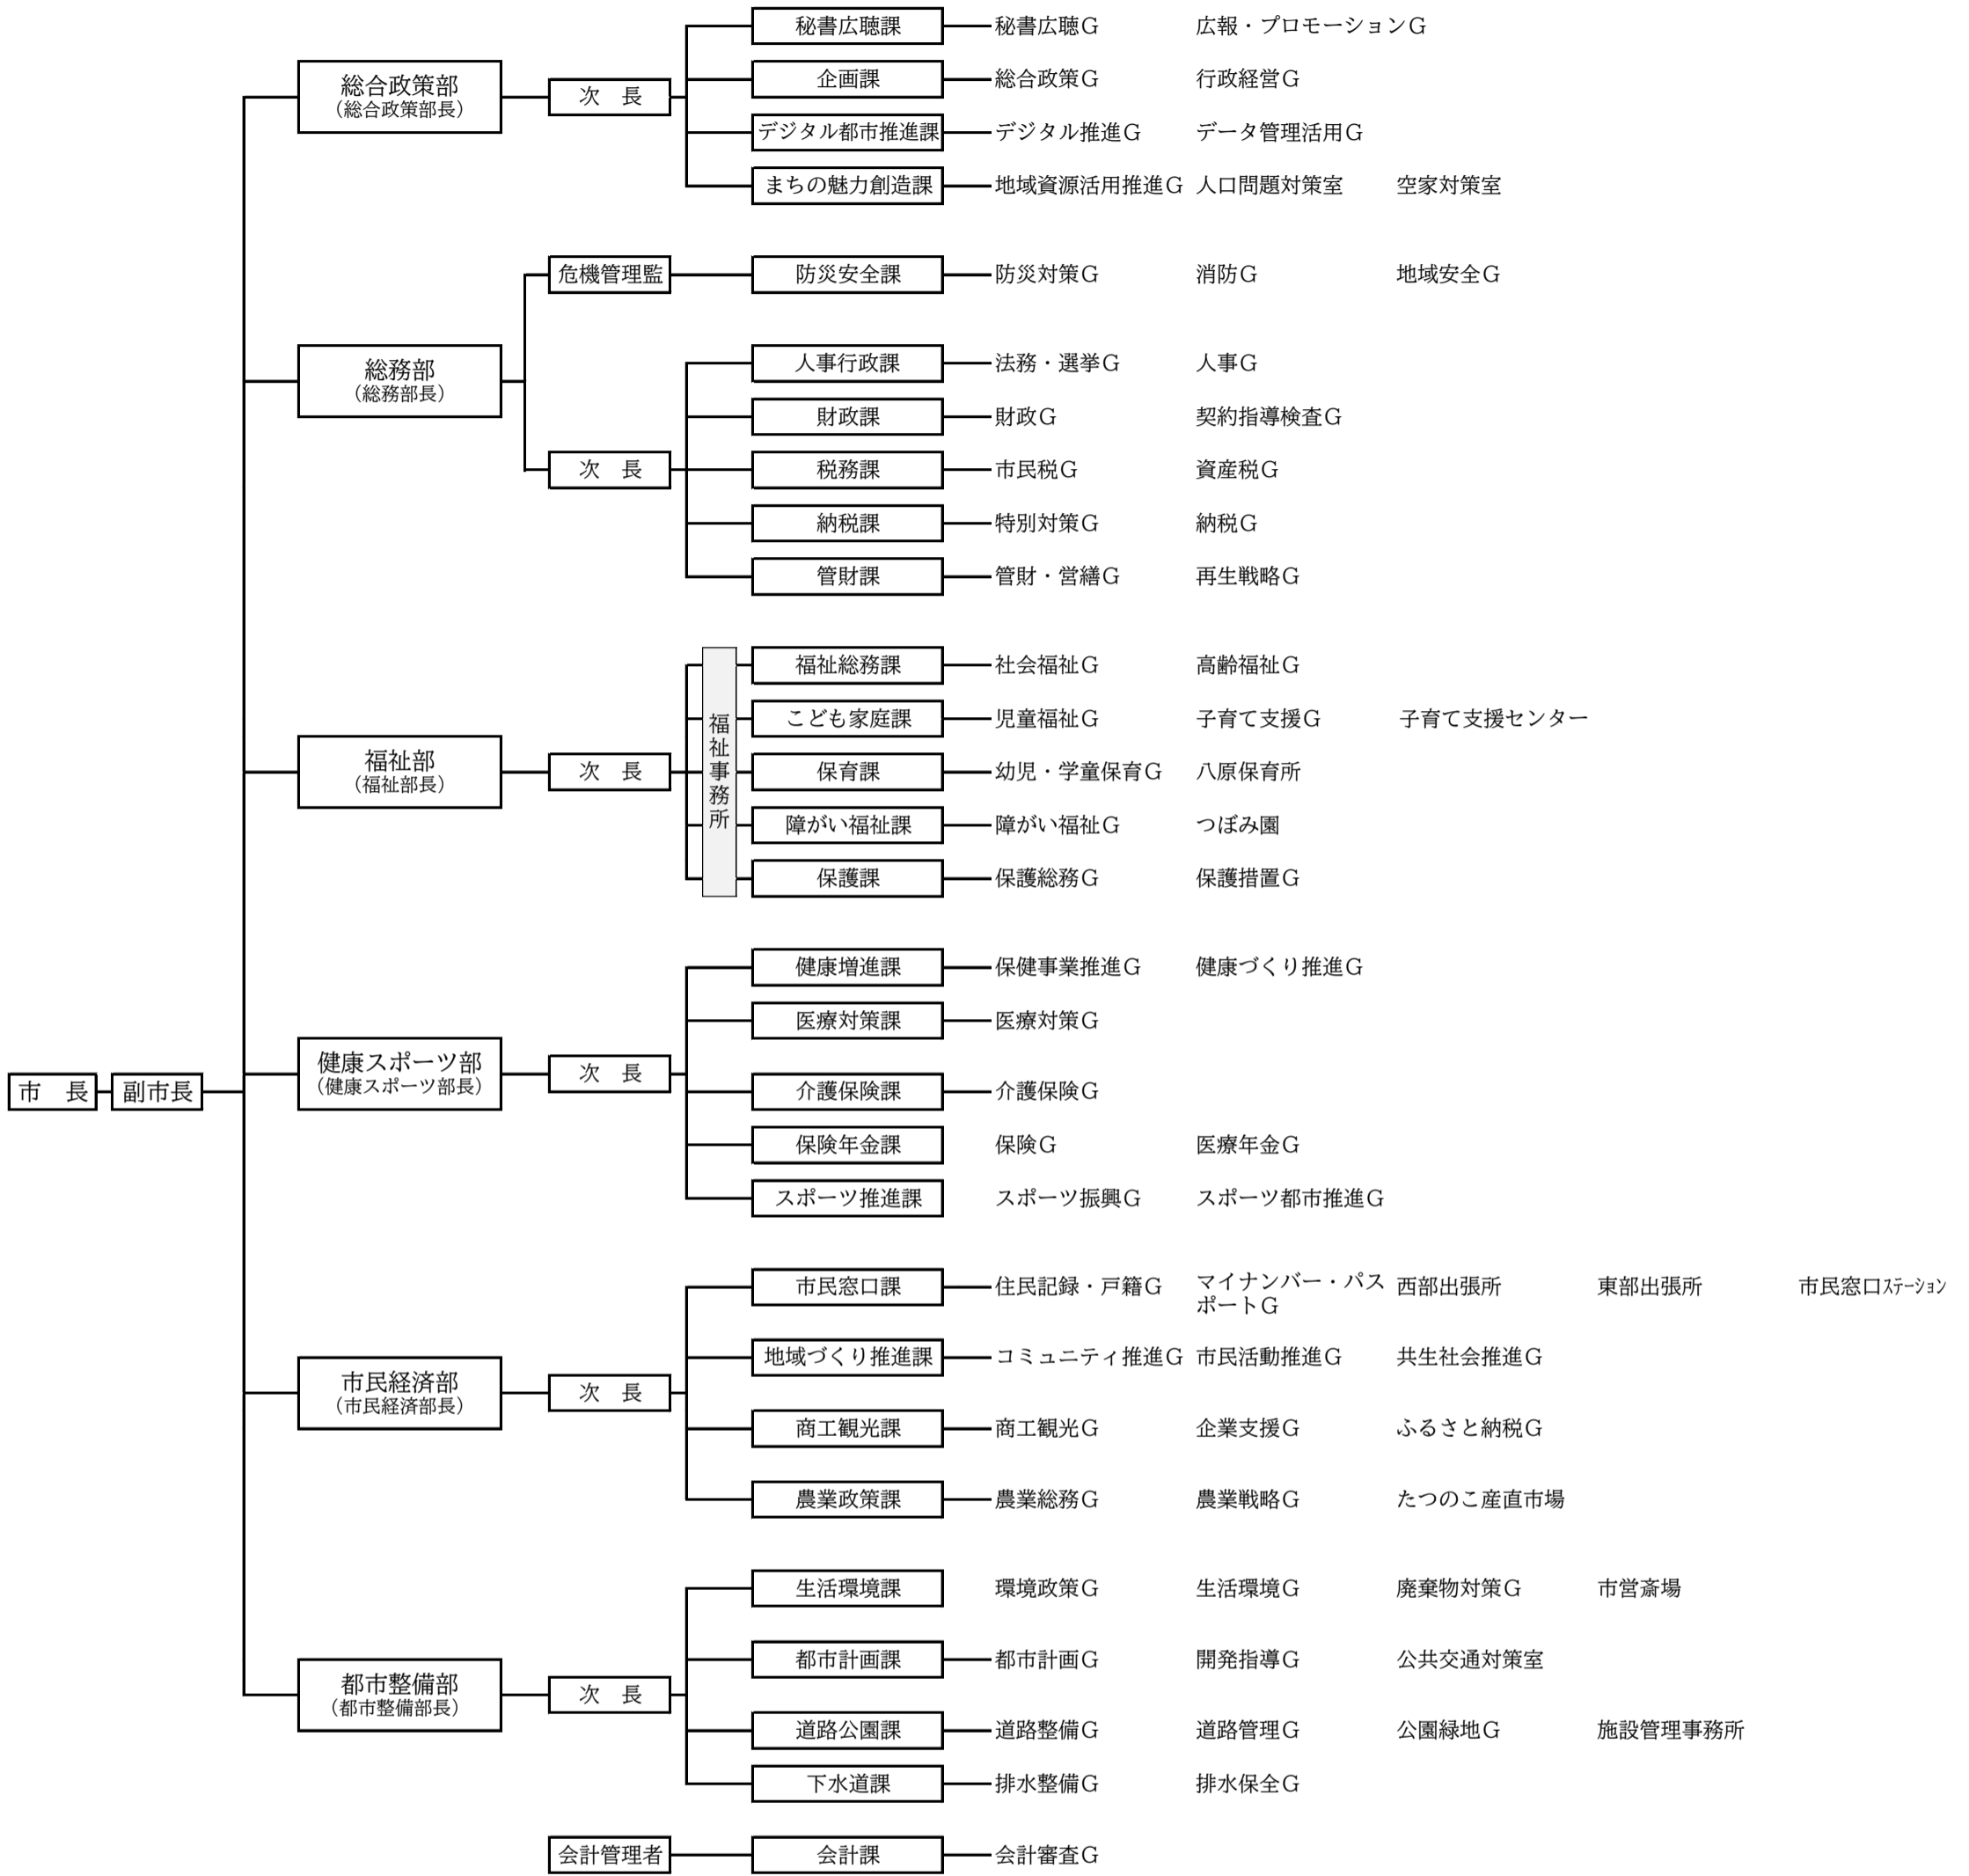 秘書広聴課 秘書広聴G 広報・プロモーションG
総合政策部
（総合政策部長）
次　長
企画課 総合政策G 行政経営G
デジタル都市推進課 デジタル推進G データ管理活用G
まちの魅力創造課 地域資源活用推進G 人口問題対策室 空家対策室
危機管理監 防災安全課 防災対策G 消防G 地域安全G
総務部
（総務部長）
人事行政課 法務・選挙G 人事G
財政課 財政G 契約指導検査G
次　長 税務課 市民税G 資産税G
納税課 特別対策G 納税G
管財課 管財・営繕G 再生戦略G
福祉部
（福祉部長）
次　長
福祉事務所
福祉総務課 社会福祉G 高齢福祉G
こども家庭課 児童福祉G 子育て支援G 子育て支援センター
保育課 幼児・学童保育G 八原保育所
障がい福祉課 障がい福祉G つぼみ園
保護課 保護総務G 保護措置G
市　長 副市長
健康スポーツ部
（健康スポーツ部長）
次　長
健康増進課 保健事業推進G 健康づくり推進G
医療対策課 医療対策G
介護保険課 介護保険G
保険年金課 保険G 医療年金G
スポーツ推進課 スポーツ振興G スポーツ都市推進G
市民経済部
（市民経済部長）
次　長
市民窓口課 住民記録・戸籍G マイナンバー・パス
ポートG 西部出張所 東部出張所 市民窓口ｽﾃｰｼｮﾝ
地域づくり推進課 コミュニティ推進G 市民活動推進G 共生社会推進G
商工観光課 商工観光G 企業支援G ふるさと納税G
農業政策課 農業総務G 農業戦略G たつのこ産直市場
都市整備部
（都市整備部長）
次　長
生活環境課 環境政策G 生活環境G 廃棄物対策G 市営斎場
都市計画課 都市計画G 開発指導G 公共交通対策室
道路公園課 道路整備G 道路管理G 公園緑地G 施設管理事務所
下水道課 排水整備G 排水保全G
会計管理者 会計課 会計審査G